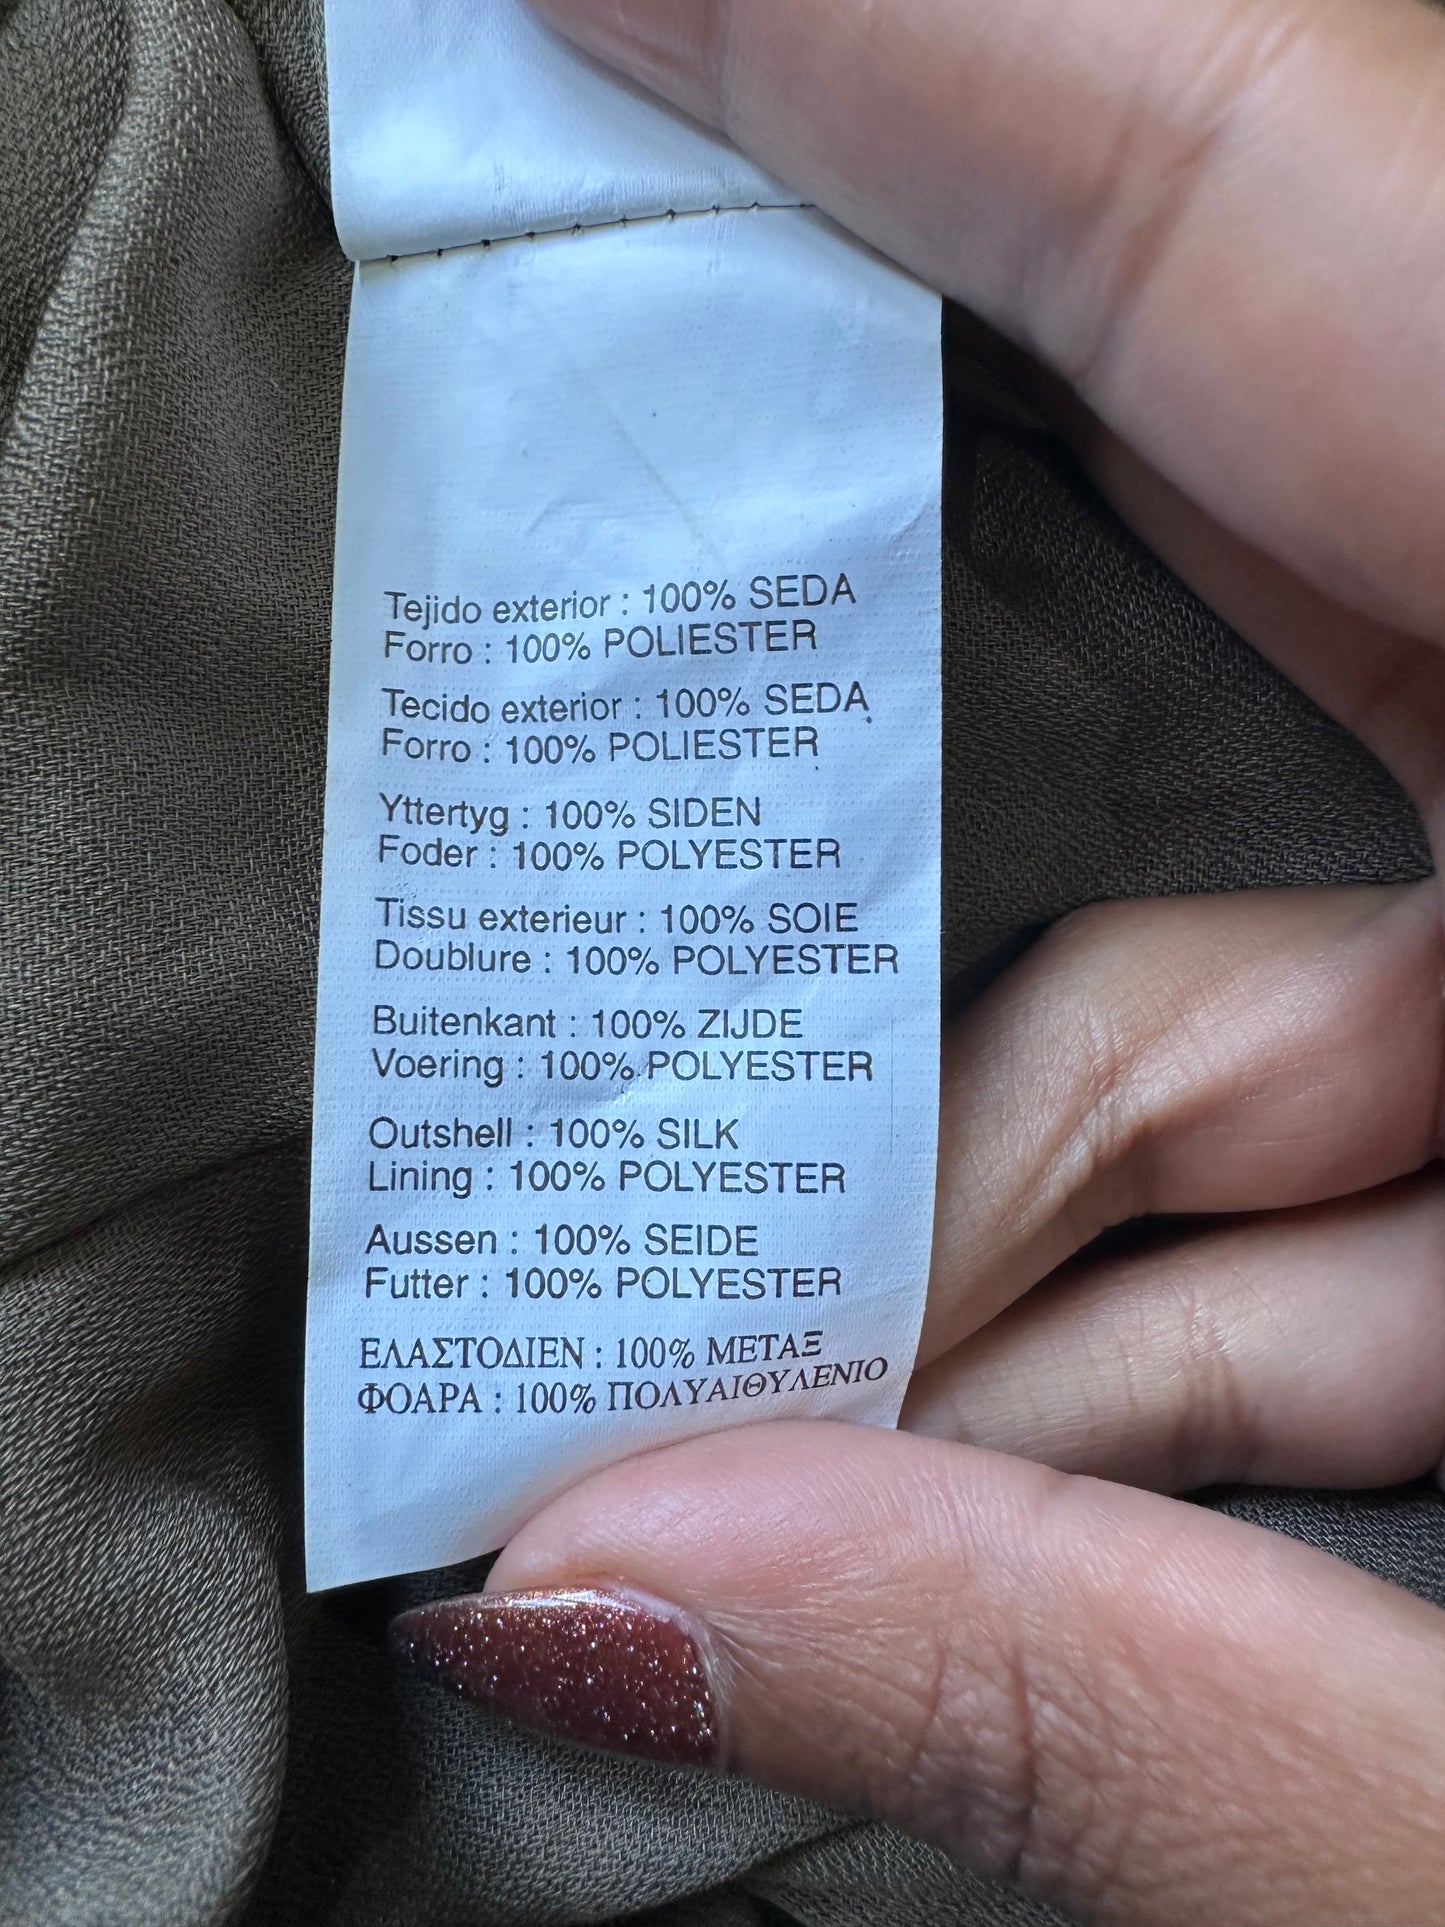 Tejido exterior : 100% SEDA
Forro : 100% POLIESTER
Tecido exterior : 100% SEDA
Forro : 100% POLIESTER
Yttertyg : 100% SIDEN
Foder : 100% POLYESTER
Tissu exterieur : 100% SOIE
Doublure : 100% POLYESTER
Buitenkant : 100% ZIJDE
Voering : 100% POLYESTER
Outshell : 100% SILK
Lining : 100% POLYESTER
Aussen : 100% SEIDE
Futter : 100% POLYESTER
ΕΛΑΣΤΟΔΙΕΝ : 100% ΜΕΤΑΞ
ΦΟΑΡΑ : 100% ΠΟΛΥΑΙΘΥΛΕΝΙΟ